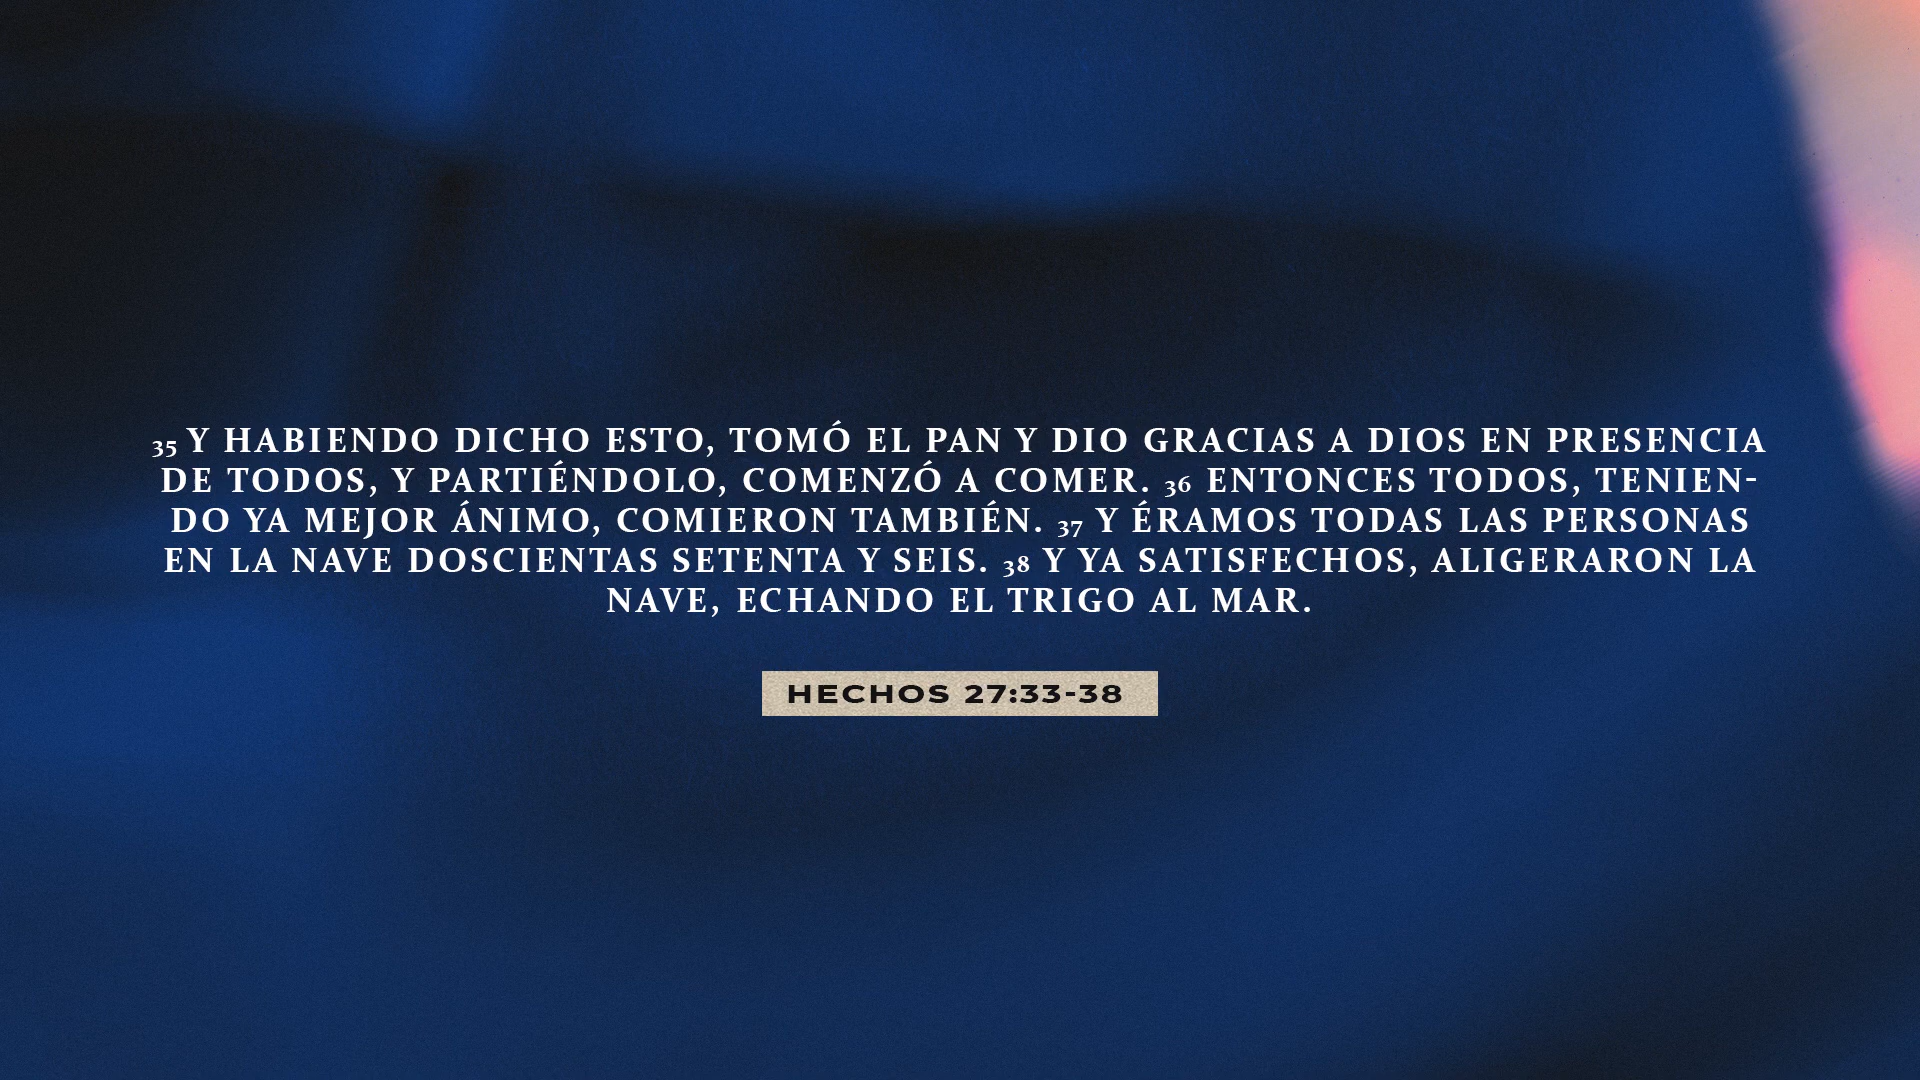 35 Y HABIENDO DICHO ESTO, TOMÓ EL PAN Y DIO GRACIAS A DIOS EN PRESENCIA
DE TODOS, Y PARTIÉNDOLO, COMENZÓ A COMER. 36 ENTONCES TODOS, TENIEN-
DO YA MEJOR ÁNIMO, COMIERON TAMBIÉN. 37 Y ÉRAMOS TODAS LAS PERSONAS
EN LA NAVE DOSCIENTAS SETENTA Y SEIS. 38 Y YA SATISFECHOS, ALIGERARON LA
NAVE, ECHANDO EL TRIGO AL MAR.
HECHOS 27:33-38